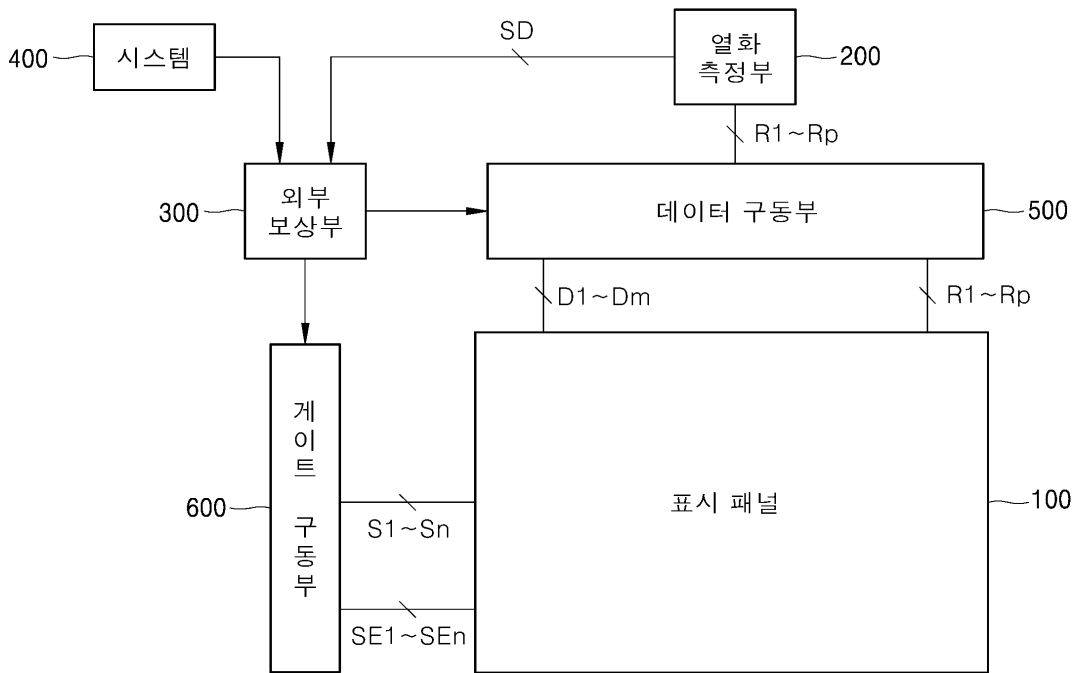 400
시스템
SD
열화
측정부
200
R1~Rp
300
외부
보상부
데이터 구동부
500
D1~Dm
R1~Rp
게이트 구동부
600
S1~Sn
SE1~SEn
표시 패널
100